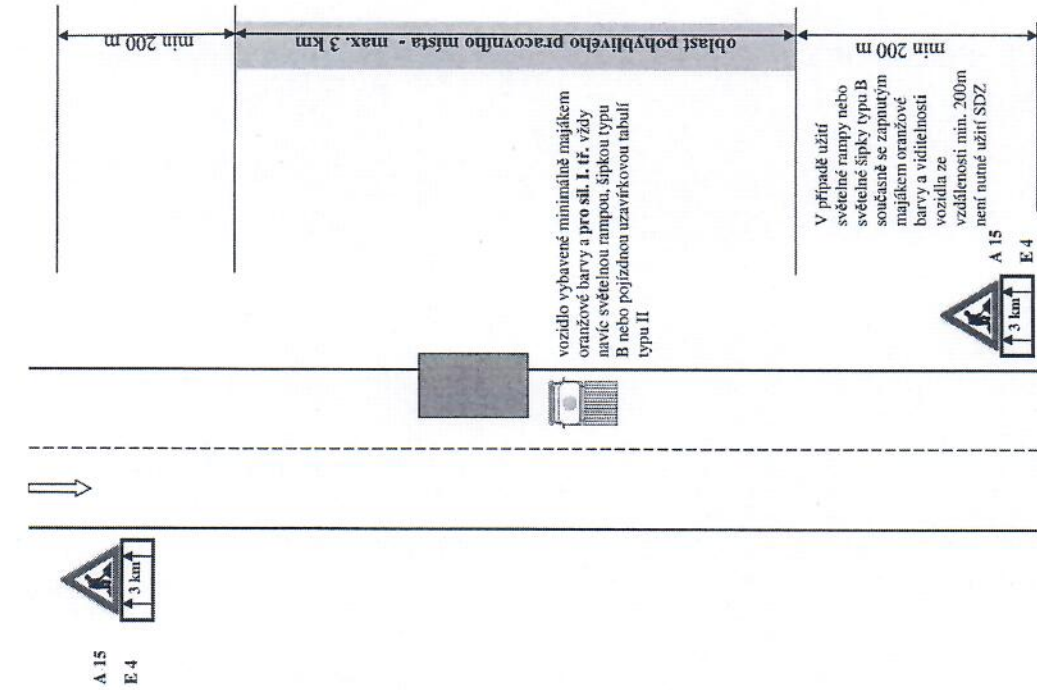 min 200 m
oblast pohyblivého pracovního místa - max. 3 km
min 200 m
vozidlo vybavené minimálně majákem
oranžové barvy a pro sil. I. tř. vždy
navíc světelnou rampou, šipkou typu
B nebo pojízdnou uzavírkovou tabulí
typu II
V případě užití
světelné rampy nebo
světelné šipky typu B
současně se zapnutým
majákem oranžové
barvy a viditelnosti
vozidla ze
vzdálenosti min. 200m
není nutné užití SDZ
A 15
E 4
3 km
A 15
E 4
3 km